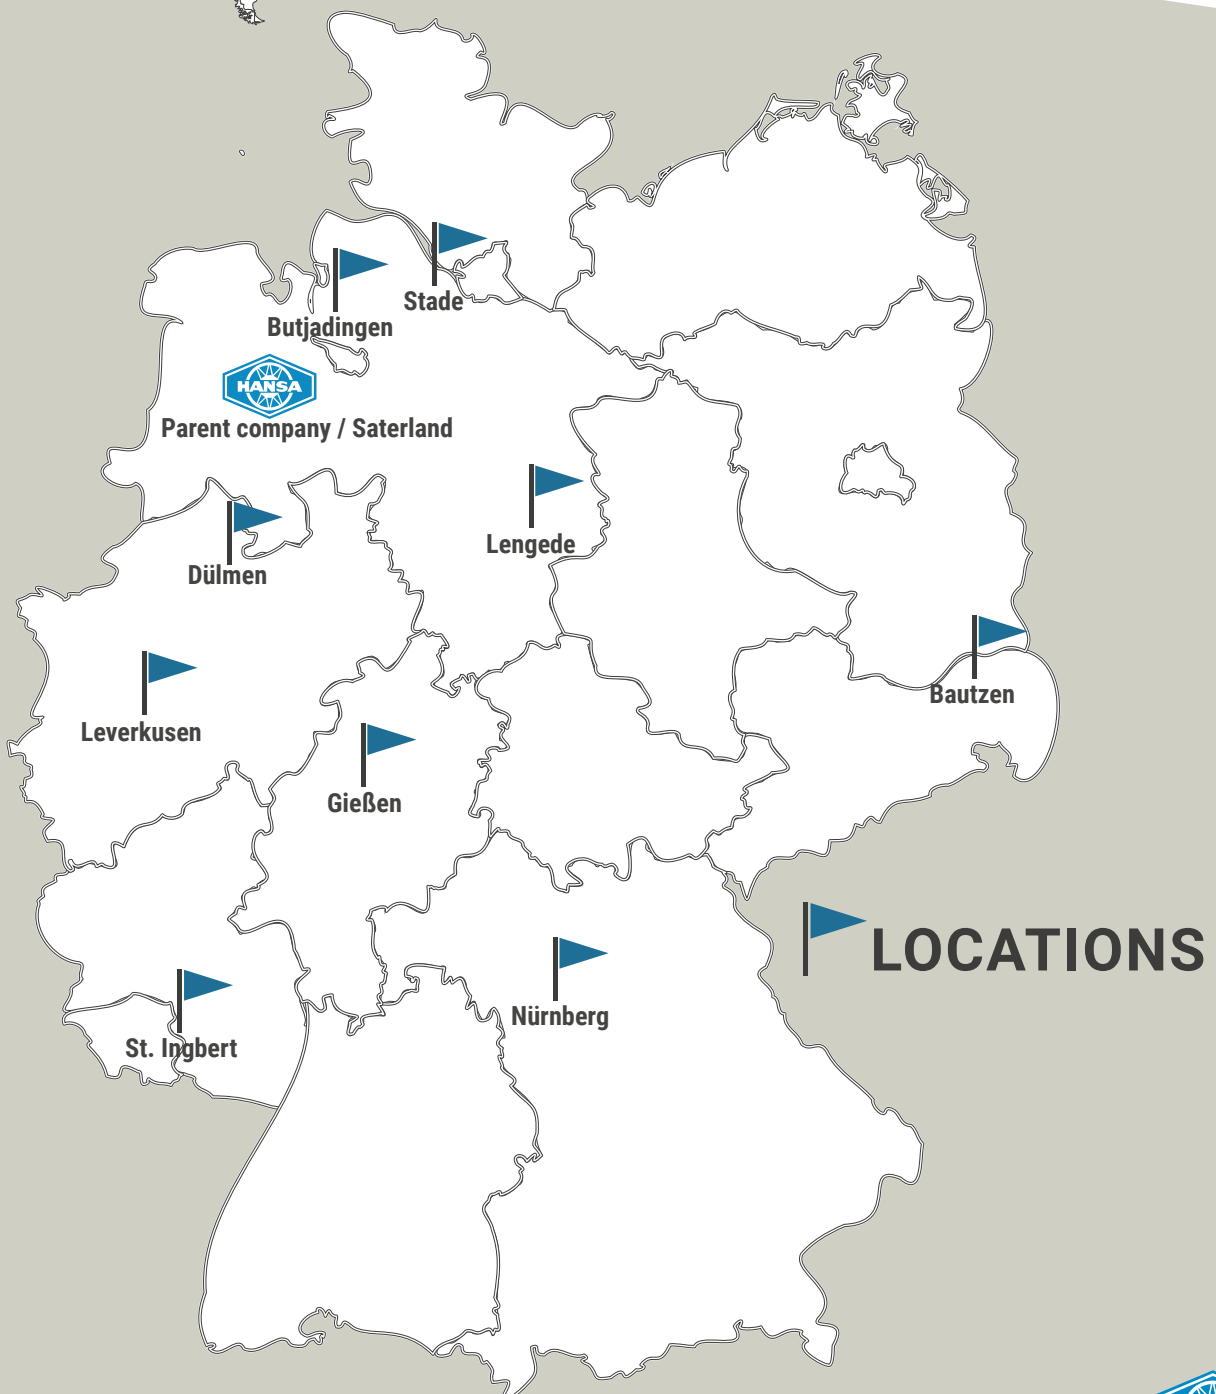 Stade
Butjadingen
HANSA
Parent company / Saterland
Lengede
Dülmen
Bautzen
Leverkusen
Gießen
LOCATIONS
Nürnberg
St. Ingbert